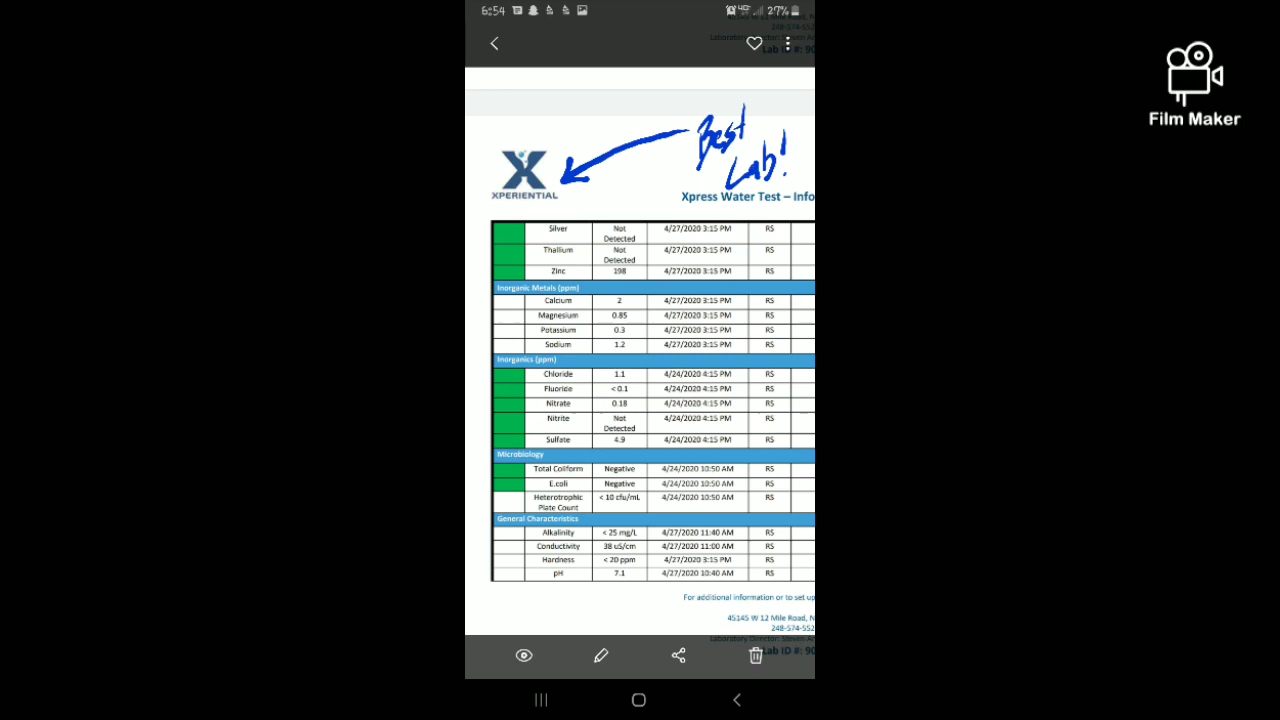 6:54 4G 27%
Film Maker
Best
Lab!
XPERIENTIAL
Xpress Water Test – Info
Silver Not Detected 4/27/2020 3:15 PM RS
Thallium Not Detected 4/27/2020 3:15 PM RS
Zinc 198 4/27/2020 3:15 PM RS
Inorganic Metals (ppm)
Calcium 2 4/27/2020 3:15 PM RS
Magnesium 0.85 4/27/2020 3:15 PM RS
Potassium 0.3 4/27/2020 3:15 PM RS
Sodium 1.2 4/27/2020 3:15 PM RS
Inorganics (ppm)
Chloride 1.1 4/24/2020 4:15 PM RS
Fluoride < 0.1 4/24/2020 4:15 PM RS
Nitrate 0.18 4/24/2020 4:15 PM RS
Nitrite Not Detected 4/24/2020 4:15 PM RS
Sulfate 4.9 4/24/2020 4:15 PM RS
Microbiology
Total Coliform Negative 4/24/2020 10:50 AM RS
E.coli Negative 4/24/2020 10:50 AM RS
Heterotrophic Plate Count < 10 cfu/mL 4/24/2020 10:50 AM RS
General Characteristics
Alkalinity < 25 mg/L 4/27/2020 11:40 AM RS
Conductivity 38 uS/cm 4/27/2020 11:00 AM RS
Hardness < 20 ppm 4/27/2020 3:15 PM RS
pH 7.1 4/27/2020 10:40 AM RS
For additional information or to set up
45145 W 12 Mile Road, N
248-574-552
Laboratory Director: Steven An
Lab ID #: 90